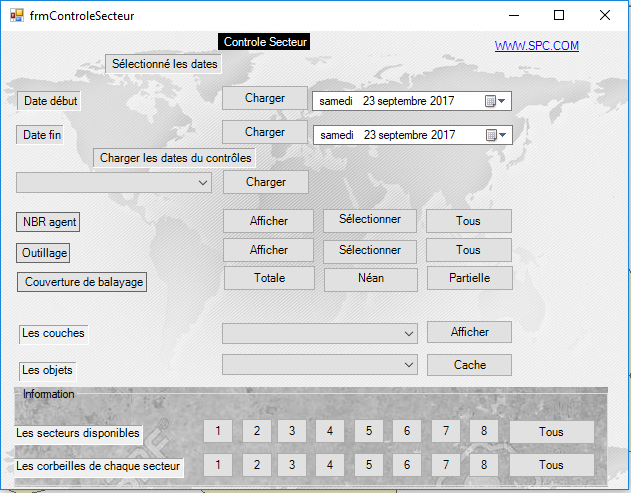 frmControleSecteur
Controle Secteur
WWW.SPC.COM
Sélectionné les dates
Date début Charger samedi 23 septembre 2017
Date fin Charger samedi 23 septembre 2017
Charger les dates du contrôles
Charger
NBR agent Afficher Sélectionner Tous
Outillage Afficher Sélectionner Tous
Couverture de balayage Totale Néan Partielle
Les couches Afficher
Les objets Cache
Information
Les secteurs disponibles 1 2 3 4 5 6 7 8 Tous
Les corbeilles de chaque secteur 1 2 3 4 5 6 7 8 Tous